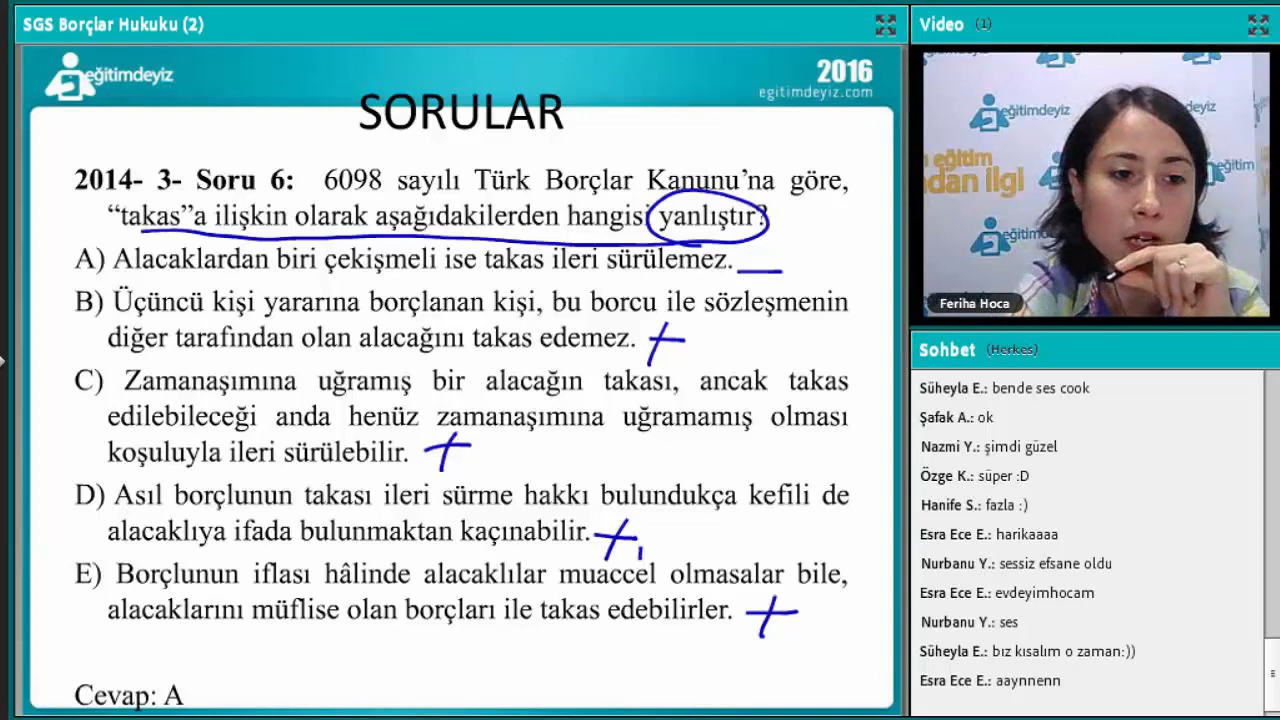 SGS Borçlar Hukuku (2)
eğitimdeyiz
2016
egitimdeyiz.com
SORULAR
2014- 3- Soru 6: 6098 sayılı Türk Borçlar Kanunu’na göre,
“takas”a ilişkin olarak aşağıdakilerden hangisi yanlıştır?
A) Alacaklardan biri çekişmeli ise takas ileri sürülemez.
B) Üçüncü kişi yararına borçlanan kişi, bu borcu ile sözleşmenin
diğer tarafından olan alacağını takas edemez.
C) Zamanaşımına uğramış bir alacağın takası, ancak takas
edilebileceği anda henüz zamanaşımına uğramamış olması
koşuluyla ileri sürülebilir.
D) Asıl borçlunun takası ileri sürme hakkı bulundukça kefili de
alacaklıya ifada bulunmaktan kaçınabilir.
E) Borçlunun iflası hâlinde alacaklılar muaccel olmasalar bile,
alacaklarını müflise olan borçları ile takas edebilirler.
Cevap: A
Video (1)
eğitimdeyiz
eğitim
Feriha Hoca
Sohbet (Herkes)
Süheyla E.: bende ses cook
Şafak A.: ok
Nazmi Y.: şimdi güzel
Özge K.: süper :D
Hanife S.: fazla :)
Esra Ece E.: harikaaaa
Nurbanu Y.: sessiz efsane oldu
Esra Ece E.: evdeyimhocam
Nurbanu Y.: ses
Süheyla E.: bız kısalım o zaman:))
Esra Ece E.: aaynnenn